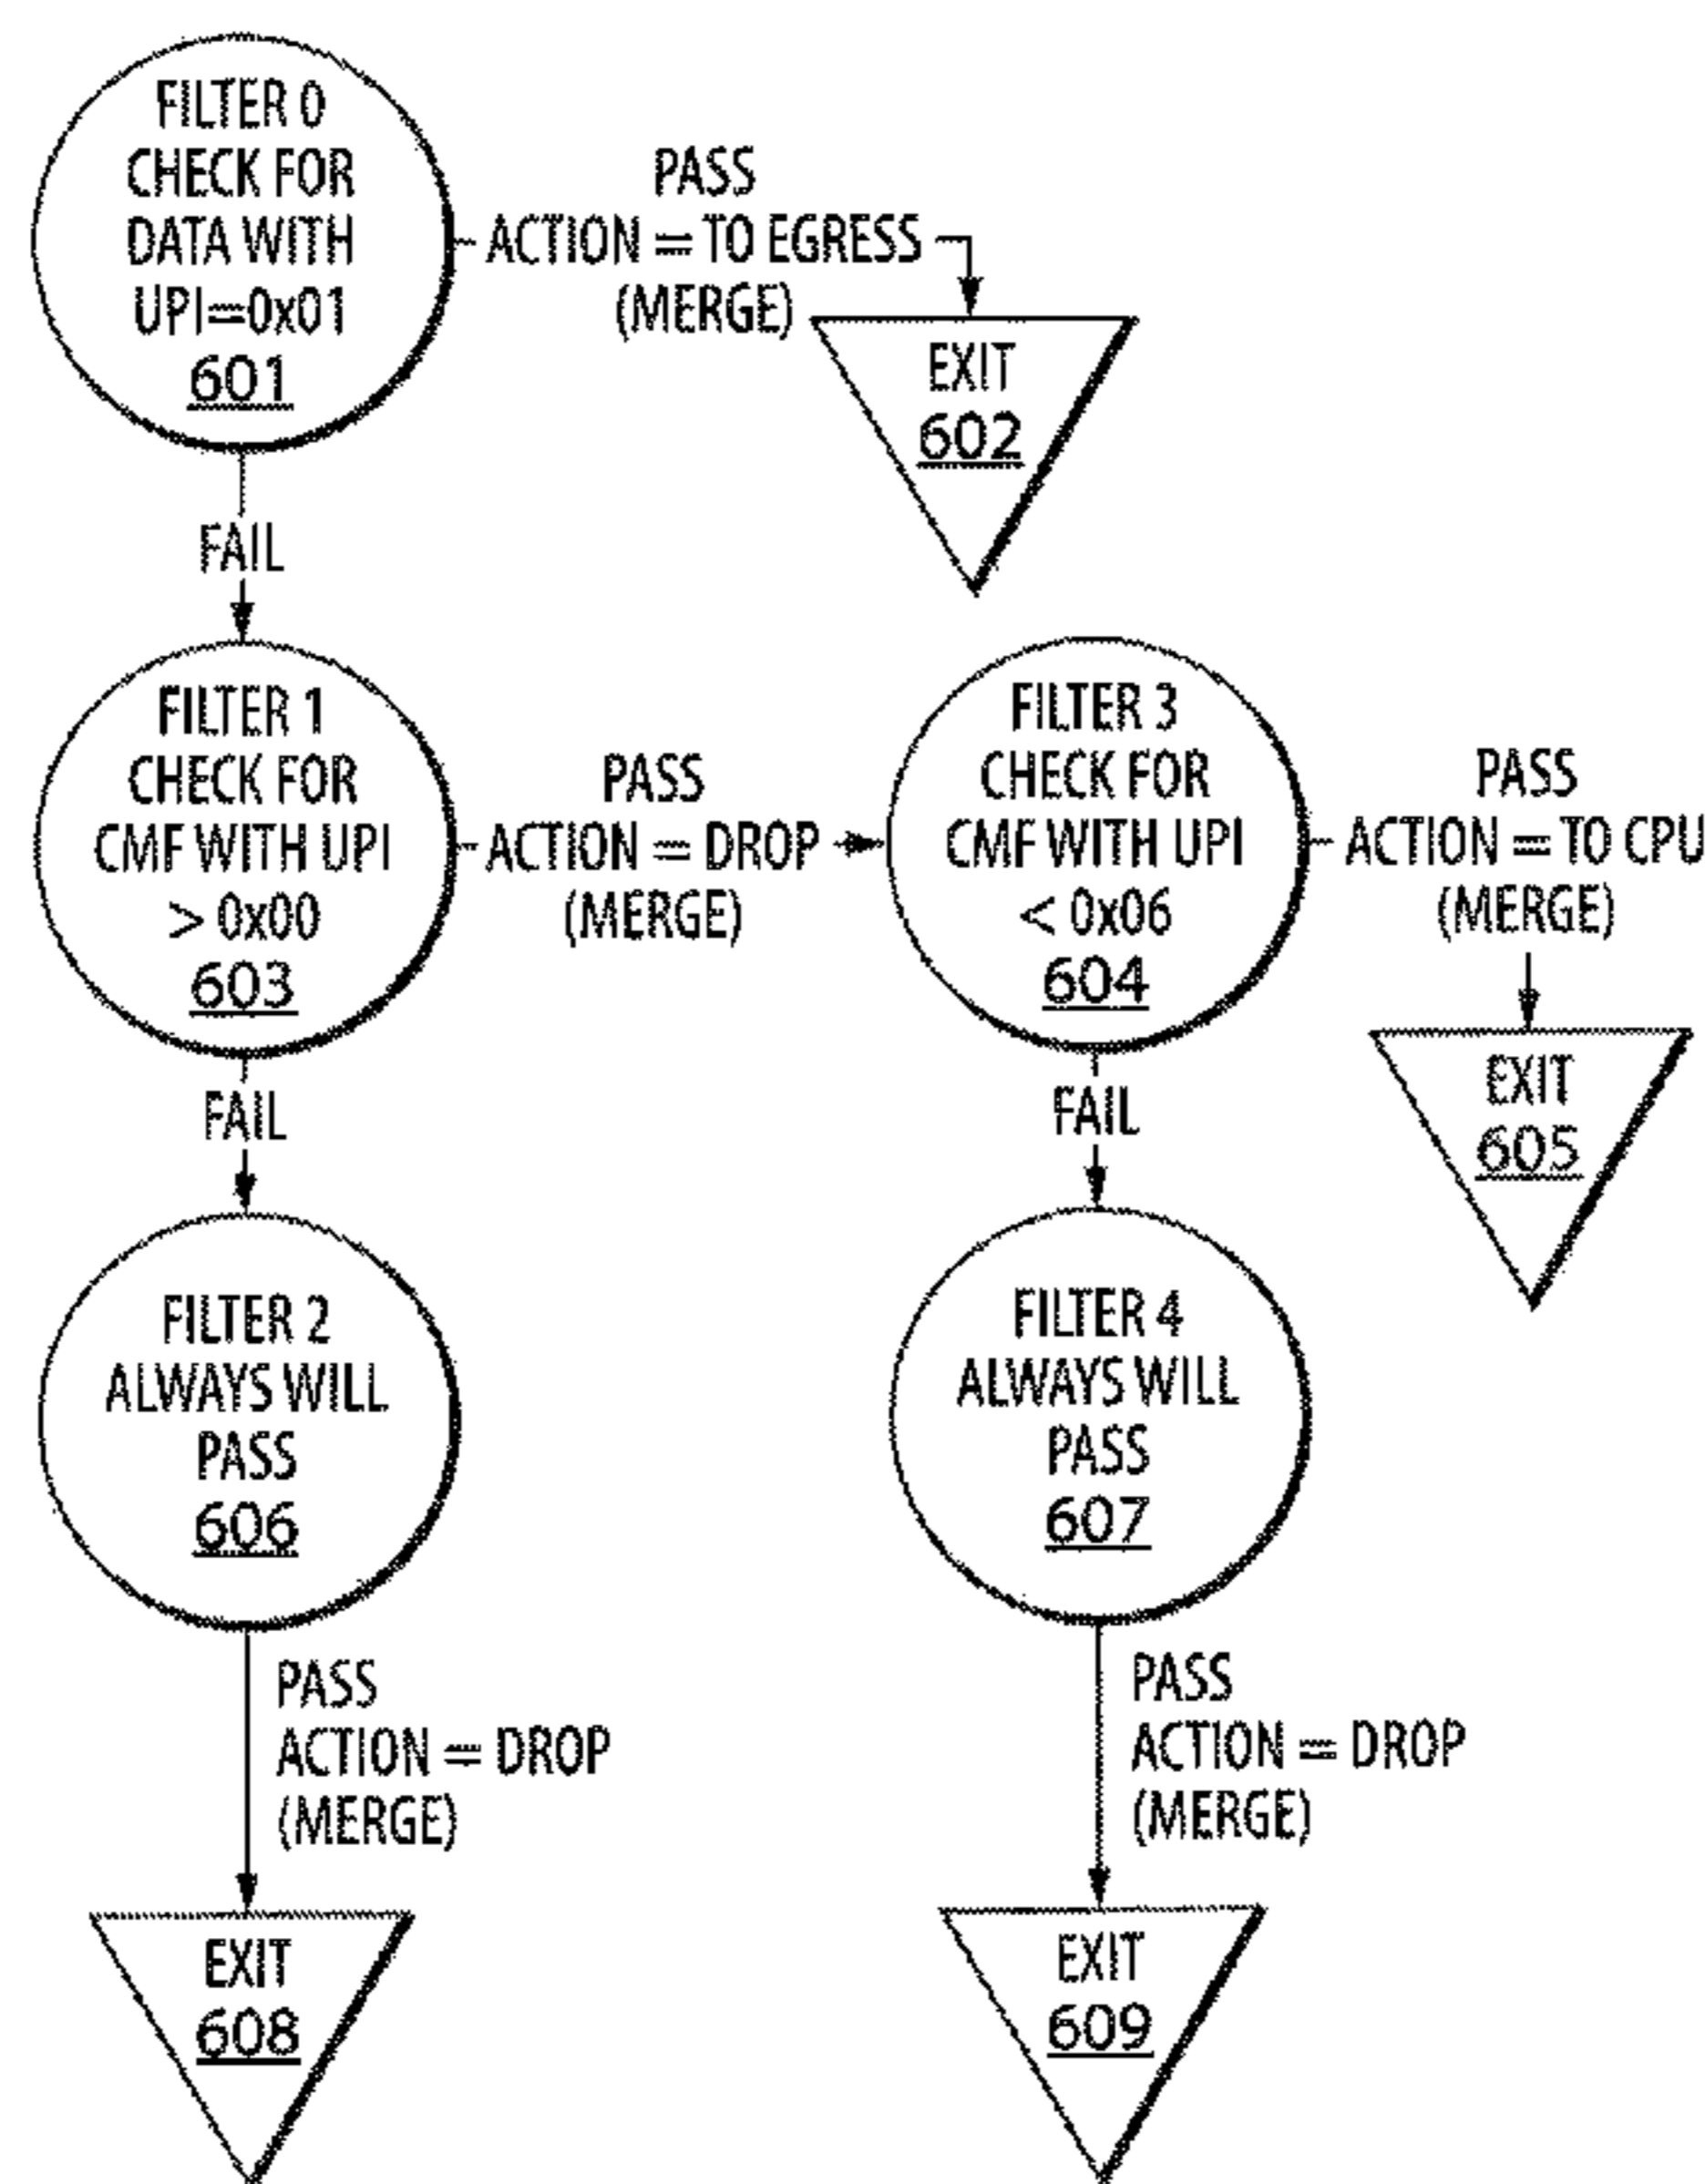 FILTER 0
CHECK FOR
DATA WITH
UPI=0x01
601
PASS
ACTION = TO EGRESS
(MERGE)
EXIT
602
FAIL
FILTER 1
CHECK FOR
CMF WITH UPI
> 0x00
603
PASS
ACTION = DROP
(MERGE)
FILTER 3
CHECK FOR
CMF WITH UPI
< 0x06
604
PASS
ACTION = TO CPU
(MERGE)
EXIT
605
FAIL
FAIL
FILTER 2
ALWAYS WILL
PASS
606
FILTER 4
ALWAYS WILL
PASS
607
PASS
ACTION = DROP
(MERGE)
PASS
ACTION = DROP
(MERGE)
EXIT
608
EXIT
609